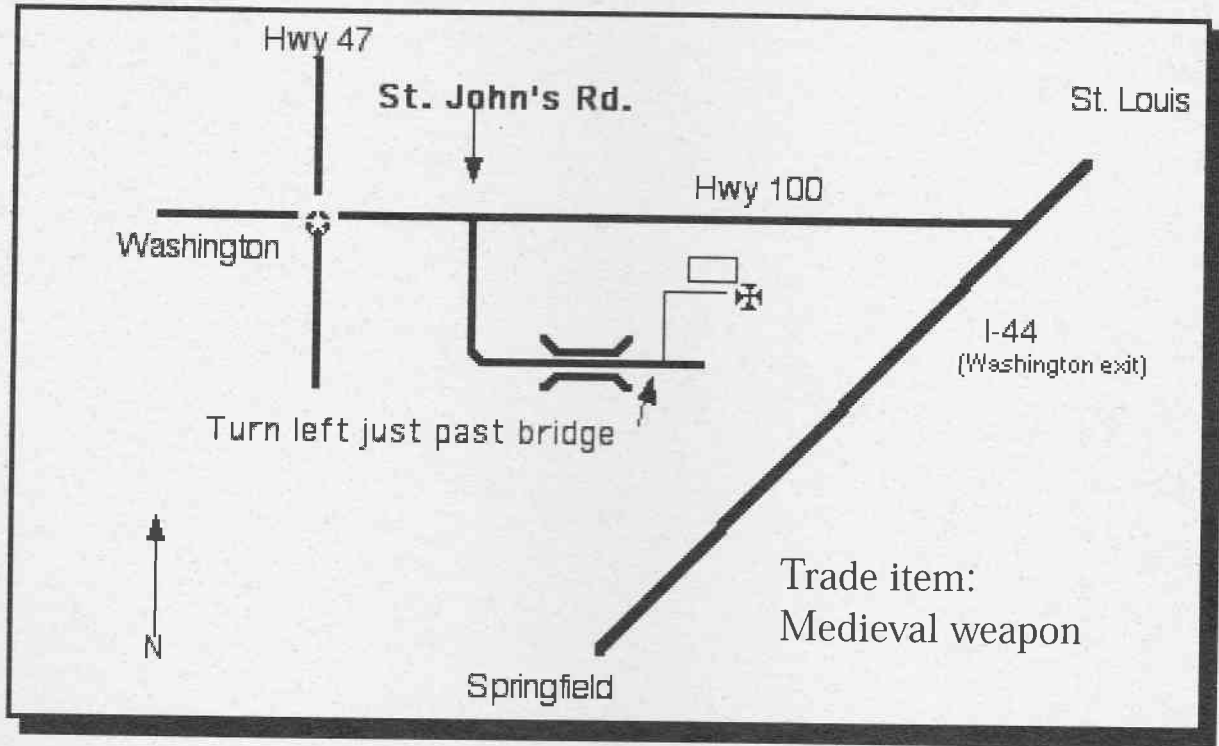 Hwy 47
St. John's Rd.
St. Louis
Hwy 100
Washington
I-44
(Washington exit)
Turn left just past bridge
Trade item:
Medieval weapon
N
Springfield